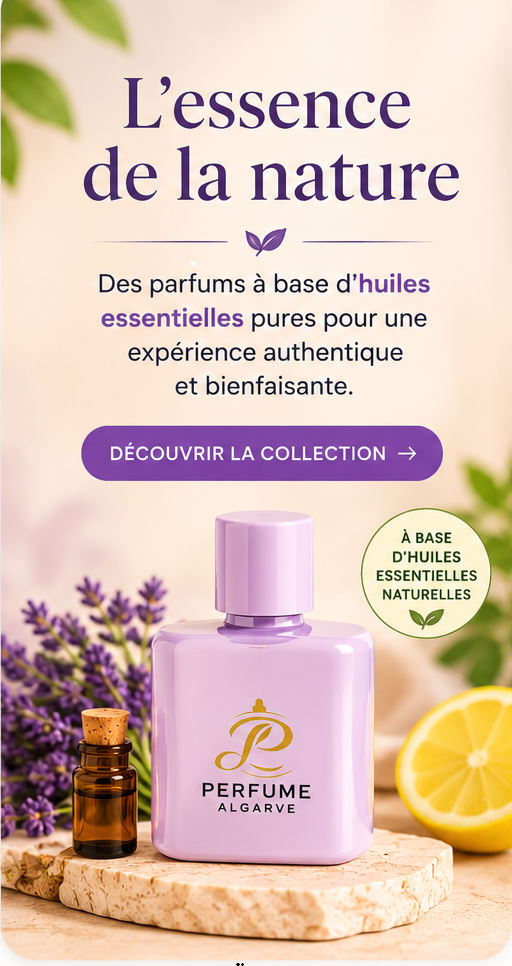 L’essence
de la nature
Des parfums à base d’huiles
essentielles pures pour une
expérience authentique
et bienfaisante.
DÉCOUVRIR LA COLLECTION →
À BASE
D’HUILES
ESSENTIELLES
NATURELLES
PERFUME
ALGARVE